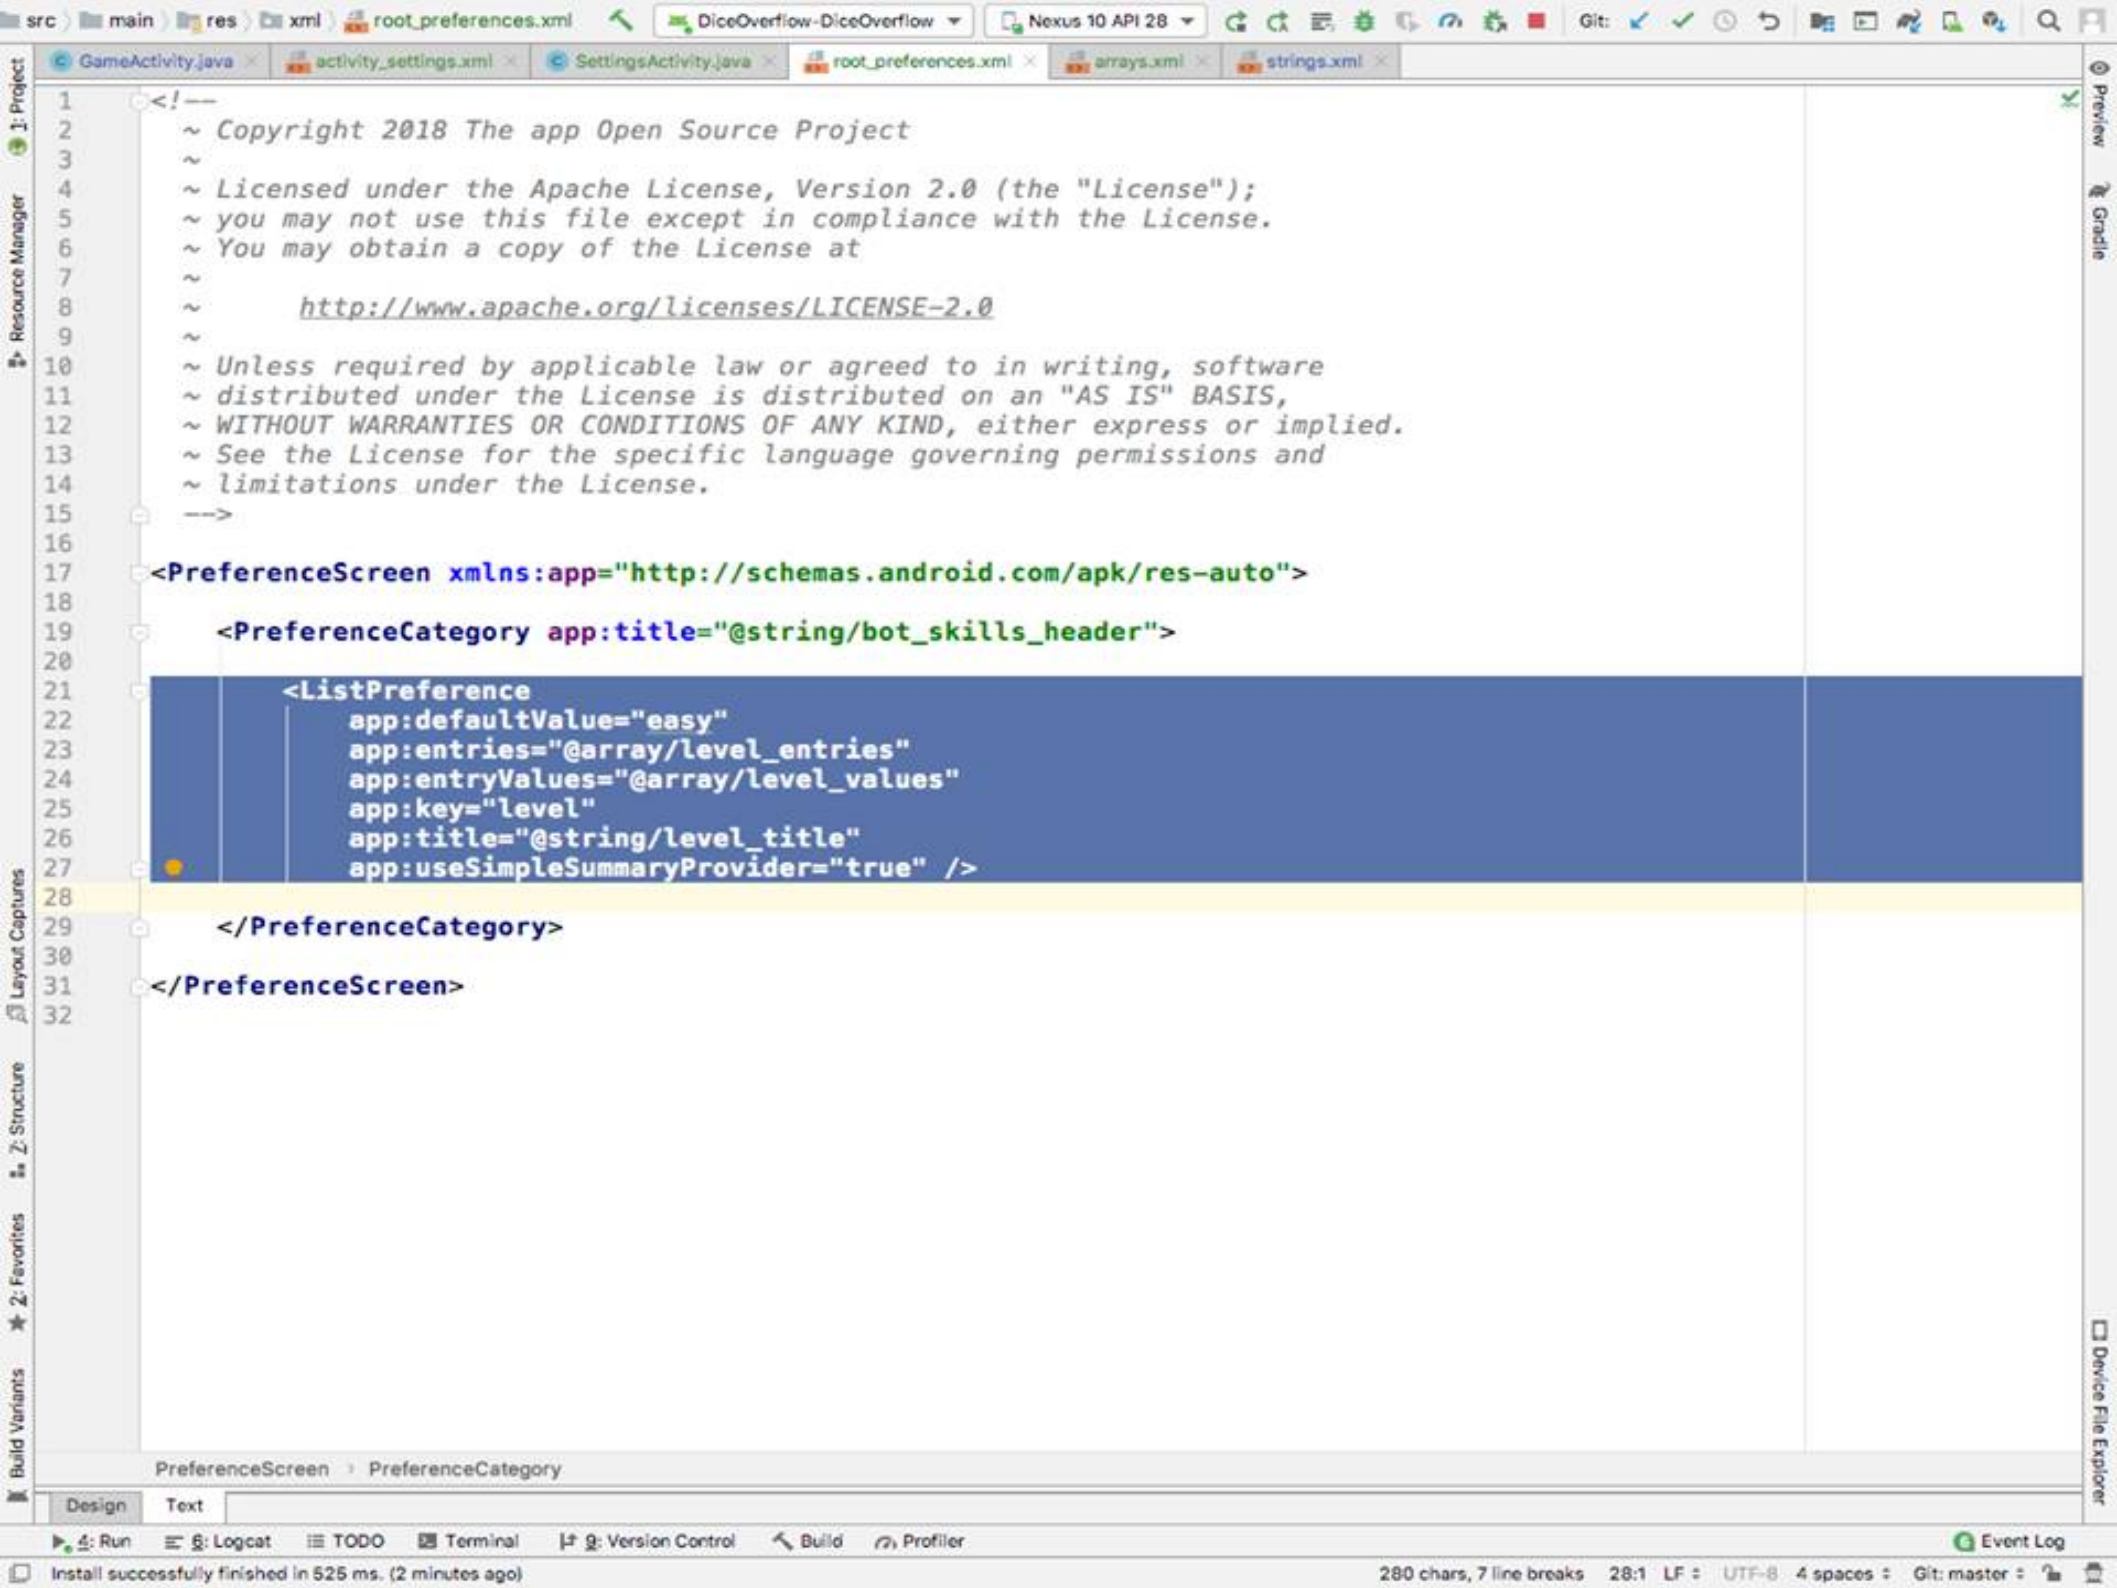 src main res xml root_preferences.xml DiceOverflow-DiceOverflow Nexus 10 API 28 Git:
GameActivity.java activity_settings.xml SettingsActivity.java root_preferences.xml arrays.xml strings.xml
1 <!--
2 ~ Copyright 2018 The app Open Source Project
3 ~
4 ~ Licensed under the Apache License, Version 2.0 (the "License");
5 ~ you may not use this file except in compliance with the License.
6 ~ You may obtain a copy of the License at
7 ~
8 ~ http://www.apache.org/licenses/LICENSE-2.0
9 ~
10 ~ Unless required by applicable law or agreed to in writing, software
11 ~ distributed under the License is distributed on an "AS IS" BASIS,
12 ~ WITHOUT WARRANTIES OR CONDITIONS OF ANY KIND, either express or implied.
13 ~ See the License for the specific language governing permissions and
14 ~ limitations under the License.
15 -->
16
17 <PreferenceScreen xmlns:app="http://schemas.android.com/apk/res-auto">
18
19 <PreferenceCategory app:title="@string/bot_skills_header">
20
21 <ListPreference
22 app:defaultValue="easy"
23 app:entries="@array/level_entries"
24 app:entryValues="@array/level_values"
25 app:key="level"
26 app:title="@string/level_title"
27 app:useSimpleSummaryProvider="true" />
28
29 </PreferenceCategory>
30
31 </PreferenceScreen>
32
1: Project
Resource Manager
Layout Captures
Z: Structure
2: Favorites
Build Variants
Preview
Gradle
Device File Explorer
PreferenceScreen PreferenceCategory
Design Text
4: Run 6: Logcat TODO Terminal 9: Version Control Build Profiler Event Log
Install successfully finished in 525 ms. (2 minutes ago) 280 chars, 7 line breaks 28:1 LF UTF-8 4 spaces Git: master